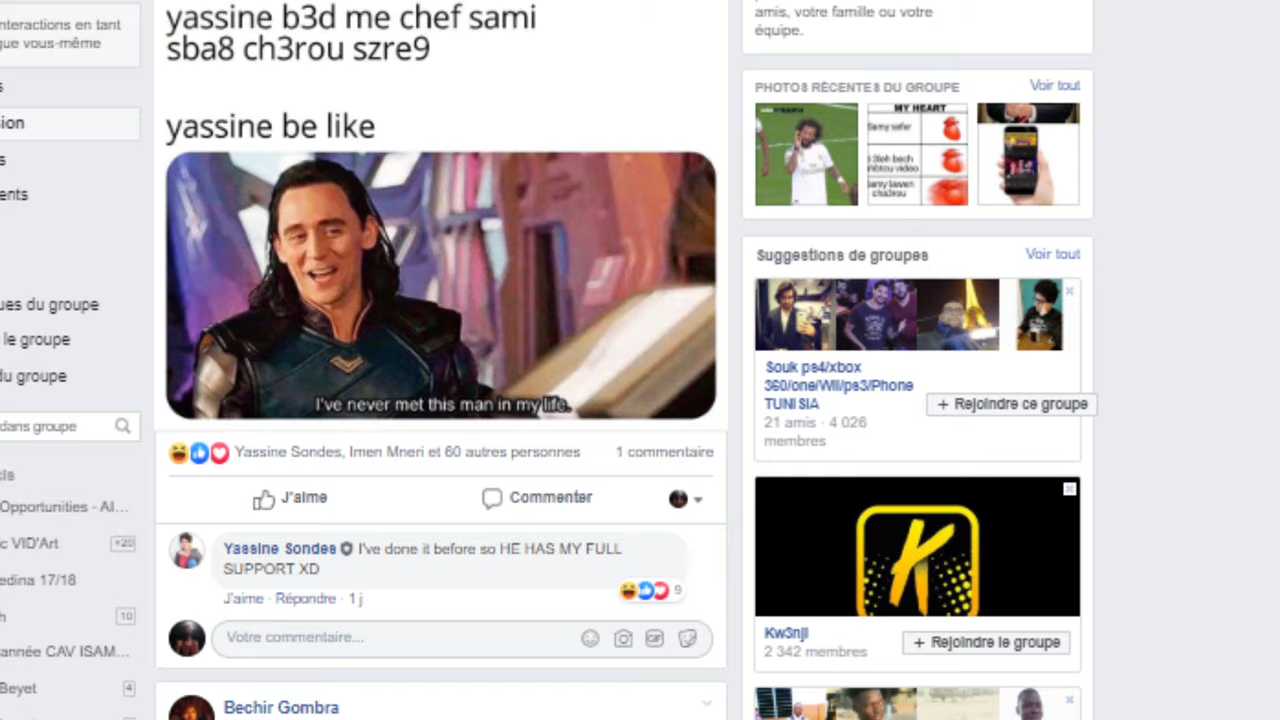 nteractions en tant
que vous-même
s
ion
s
ents
ues du groupe
le groupe
du groupe
dans groupe
Opportunities - Al...
c VID'Art +20
edina 17/18
h 10
année CAV ISAM...
Beyet 4
yassine b3d me chef sami
sba8 ch3rou szre9
yassine be like
I've never met this man in my life.
Yassine Sondes, Imen Mneri et 60 autres personnes 1 commentaire
J'aime Commenter
Yassine Sondes I've done it before so HE HAS MY FULL
SUPPORT XD
J'aime · Répondre · 1 j 9
Votre commentaire... GIF
Bechir Gombra
amis, votre famille ou votre
équipe.
PHOTOS RÉCENTES DU GROUPE Voir tout
MY HEART
Samy safer
Suggestions de groupes Voir tout
Souk ps4/xbox
360/one/WII/ps3/Phone
TUNISIA
21 amis · 4 026
membres
+ Rejoindre ce groupe
K
Kw3nji
2 342 membres
+ Rejoindre le groupe